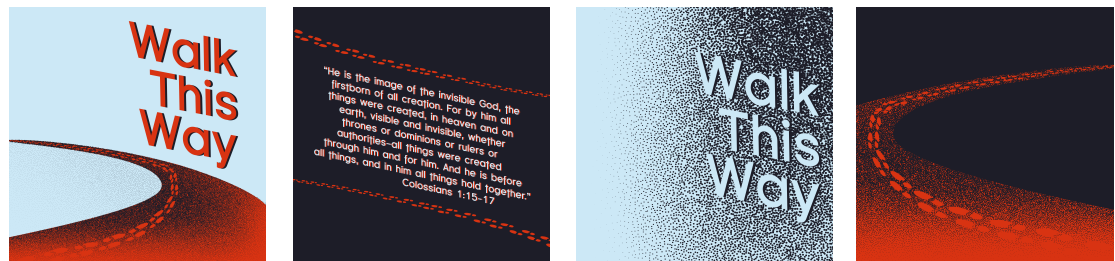 Walk
This
Way
“He is the image of the invisible God, the
firstborn of all creation. For by him all
things were created, in heaven and on
earth, visible and invisible, whether
thrones or dominions or rulers or
authorities—all things were created
through him and for him. And he is before
all things, and in him all things hold together.”
Colossians 1:15-17
Walk
This
Way